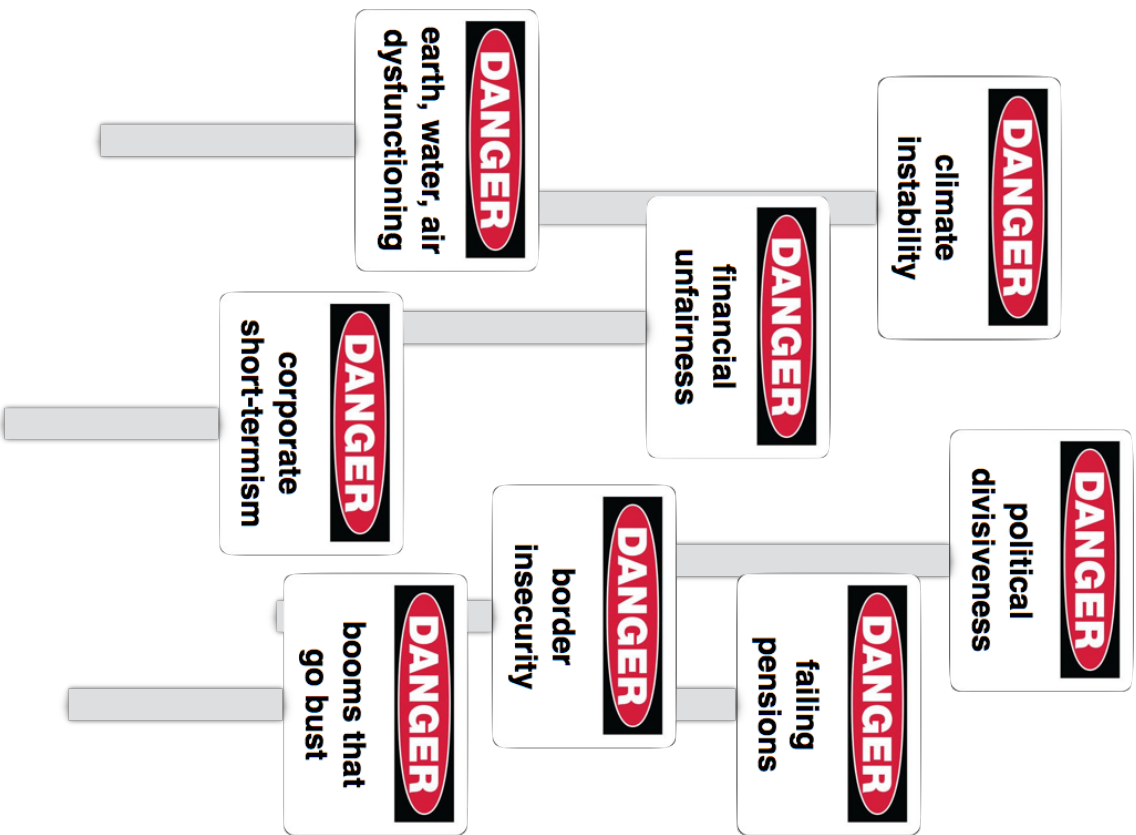 DANGER
political
divisiveness
DANGER
climate
instability
DANGER
failing
pensions
DANGER
financial
unfairness
DANGER
border
insecurity
DANGER
earth, water, air
dysfunctioning
DANGER
booms that
go bust
DANGER
corporate
short-termism